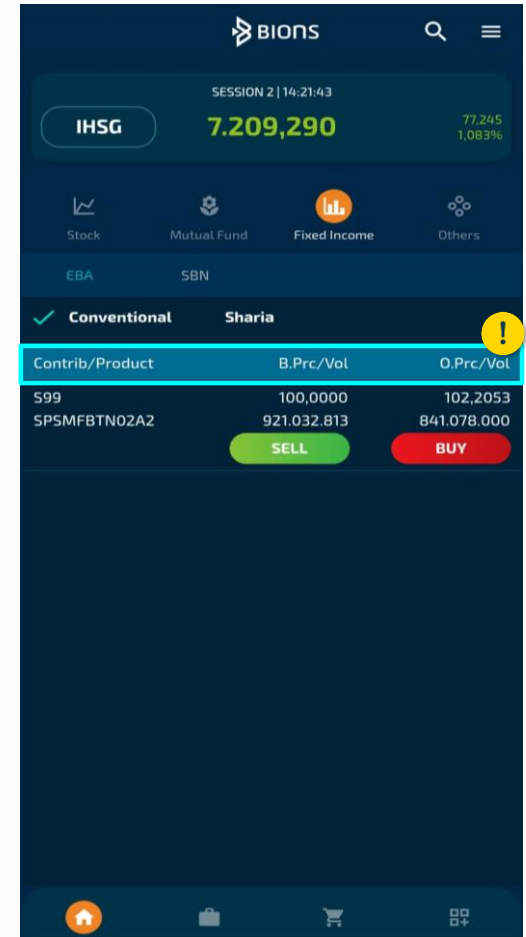 BIONS
SESSION 2 | 14:21:43
IHSG 7.209,290 77,245
1,083%
Stock Mutual Fund Fixed Income Others
EBA SBN
Conventional Sharia
!
Contrib/Product B.Prc/Vol O.Prc/Vol
S99 100,0000 102,2053
SPSMFBTN02A2 921.032.813 841.078.000
SELL BUY